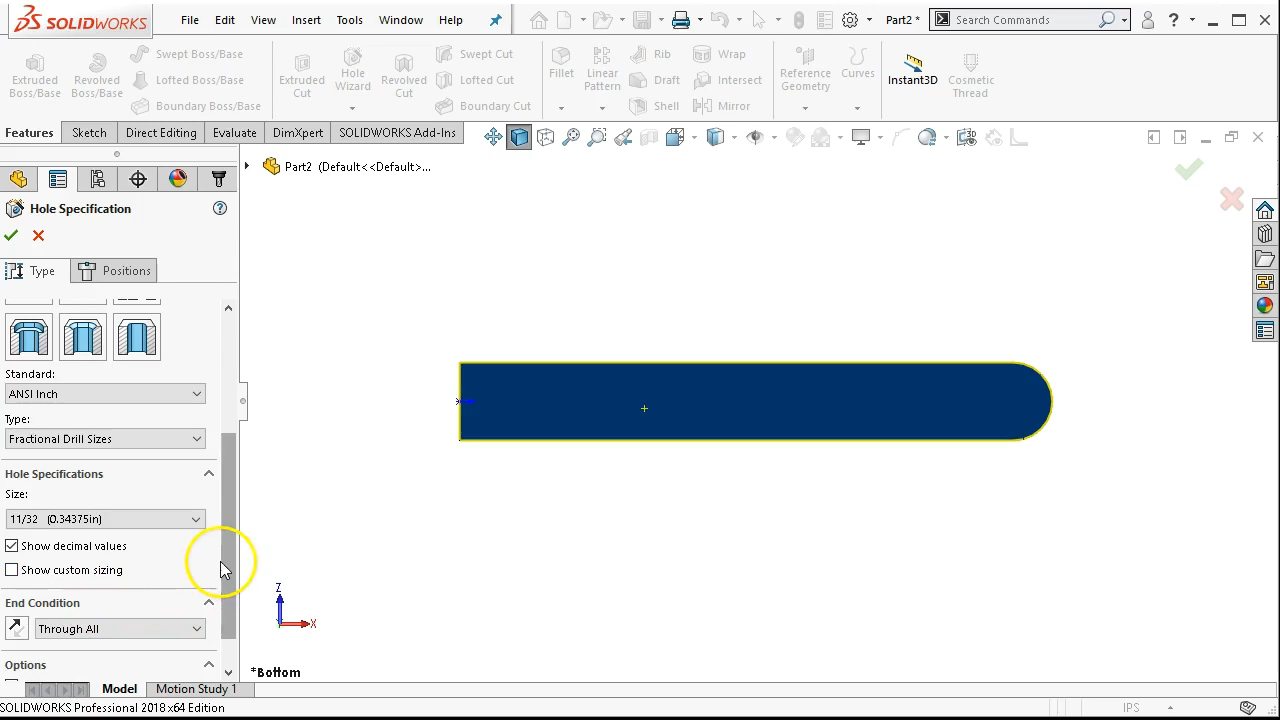 SOLIDWORKS File Edit View Insert Tools Window Help Part2 * Search Commands
Extruded Boss/Base
Revolved Boss/Base
Swept Boss/Base
Lofted Boss/Base
Boundary Boss/Base
Extruded Cut
Hole Wizard
Revolved Cut
Swept Cut
Lofted Cut
Boundary Cut
Fillet
Linear Pattern
Rib
Draft
Shell
Wrap
Intersect
Mirror
Reference Geometry
Curves
Instant3D
Cosmetic Thread
Features Sketch Direct Editing Evaluate DimXpert SOLIDWORKS Add-Ins
Part2 (Default<<Default>...
Hole Specification
Type Positions
Standard:
ANSI Inch
Type:
Fractional Drill Sizes
Hole Specifications
Size:
11/32 (0.34375in)
Show decimal values
Show custom sizing
End Condition
Through All
Options
Z
X
*Bottom
Model Motion Study 1
SOLIDWORKS Professional 2018 x64 Edition
IPS